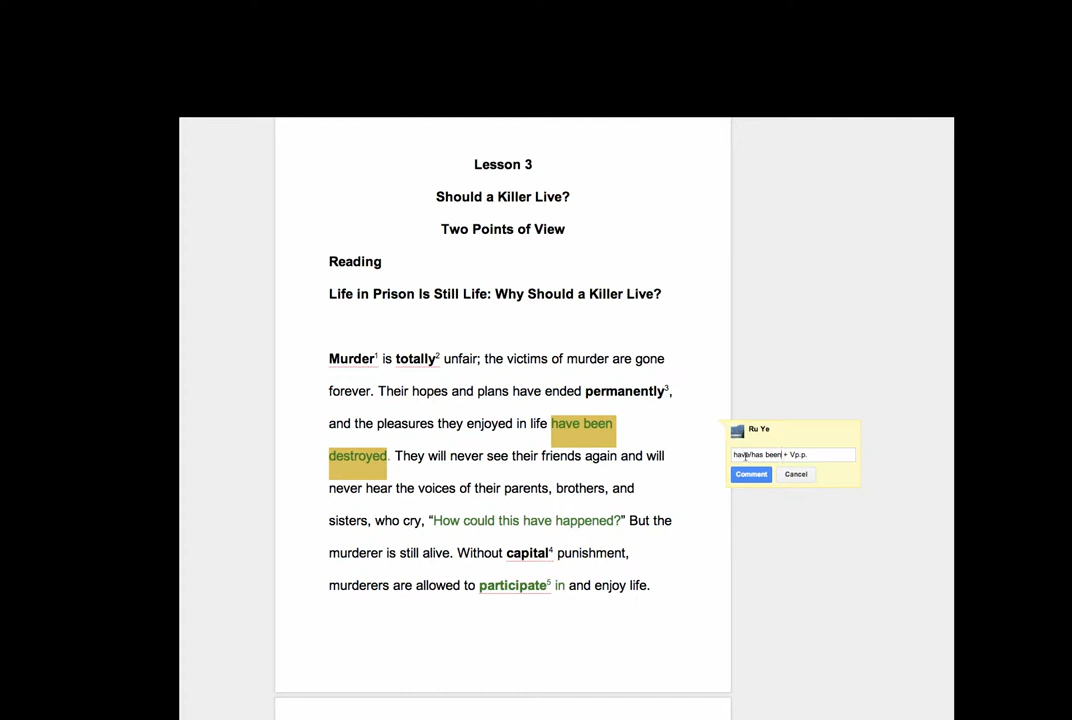 Lesson 3
Should a Killer Live?
Two Points of View
Reading
Life in Prison Is Still Life: Why Should a Killer Live?
Murder¹ is totally² unfair; the victims of murder are gone
forever. Their hopes and plans have ended permanently³,
and the pleasures they enjoyed in life have been
destroyed. They will never see their friends again and will
never hear the voices of their parents, brothers, and
sisters, who cry, “How could this have happened?” But the
murderer is still alive. Without capital⁴ punishment,
murderers are allowed to participate⁵ in and enjoy life.
Ru Ye
have/has been + Vp.p.
Comment Cancel